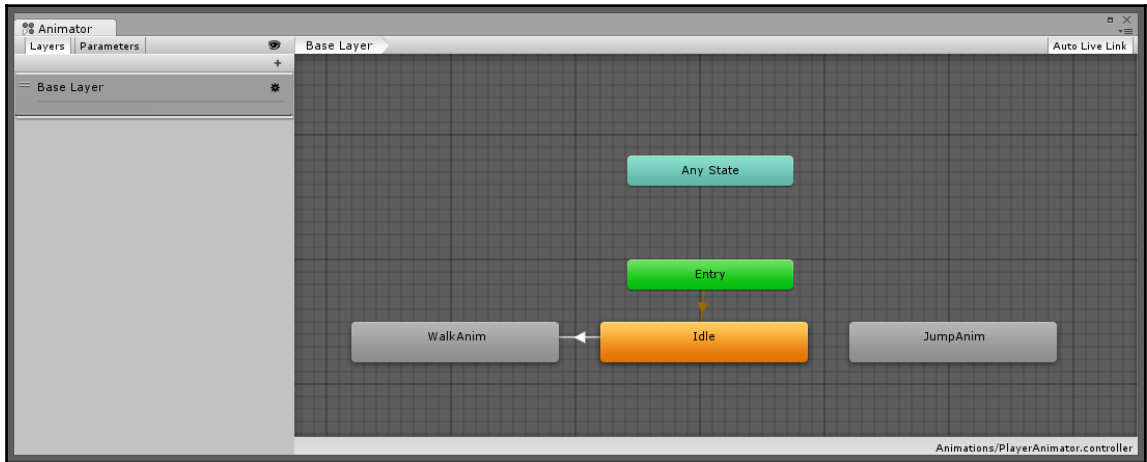 Animator
Layers Parameters
Base Layer
Auto Live Link
Base Layer
Any State
Entry
WalkAnim
Idle
JumpAnim
Animations/PlayerAnimator.controller